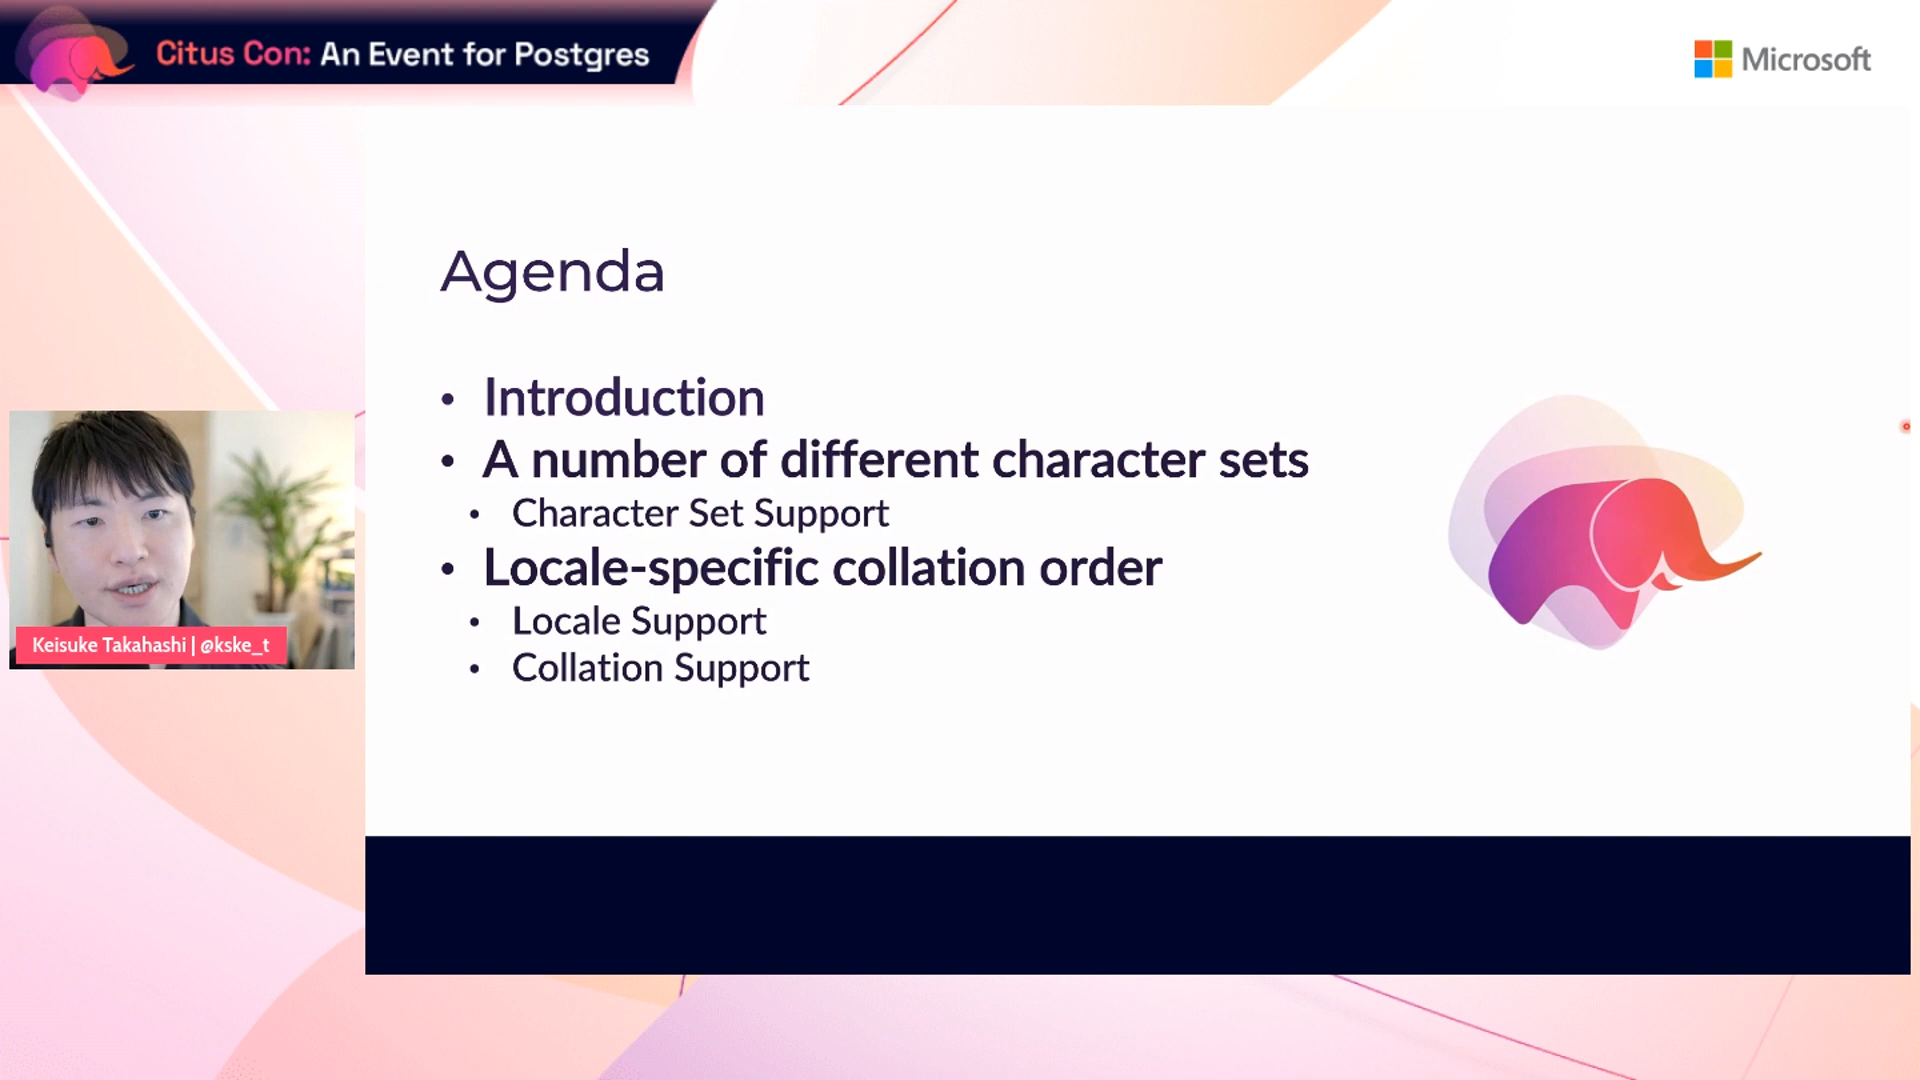 Citus Con: An Event for Postgres
Microsoft
Agenda
• Introduction
• A number of different character sets
• Character Set Support
• Locale-specific collation order
• Locale Support
• Collation Support
Keisuke Takahashi | @kske_t